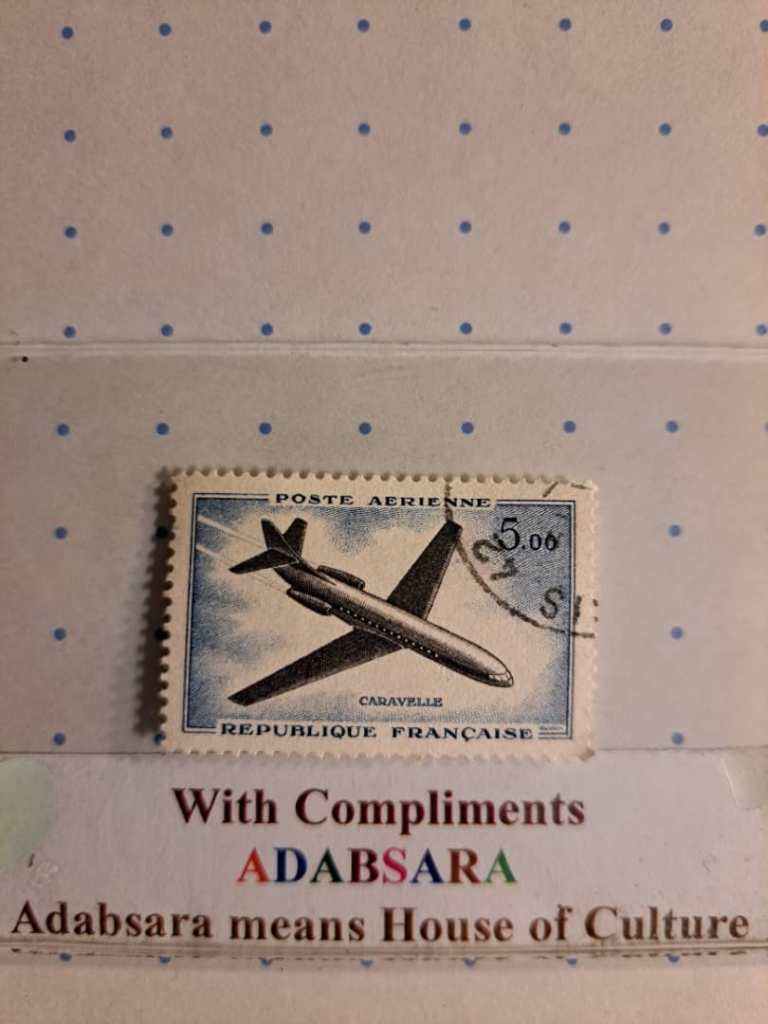 POSTE AERIENNE
5.00
CARAVELLE
REPUBLIQUE FRANÇAISE
With Compliments
ADABSARA
Adabsara means House of Culture